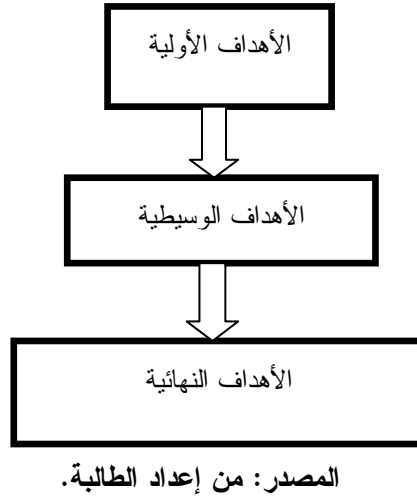 الأهداف الأولية
الأهداف الوسيطية
الأهداف النهائية
المصدر: من إعداد الطالبة.